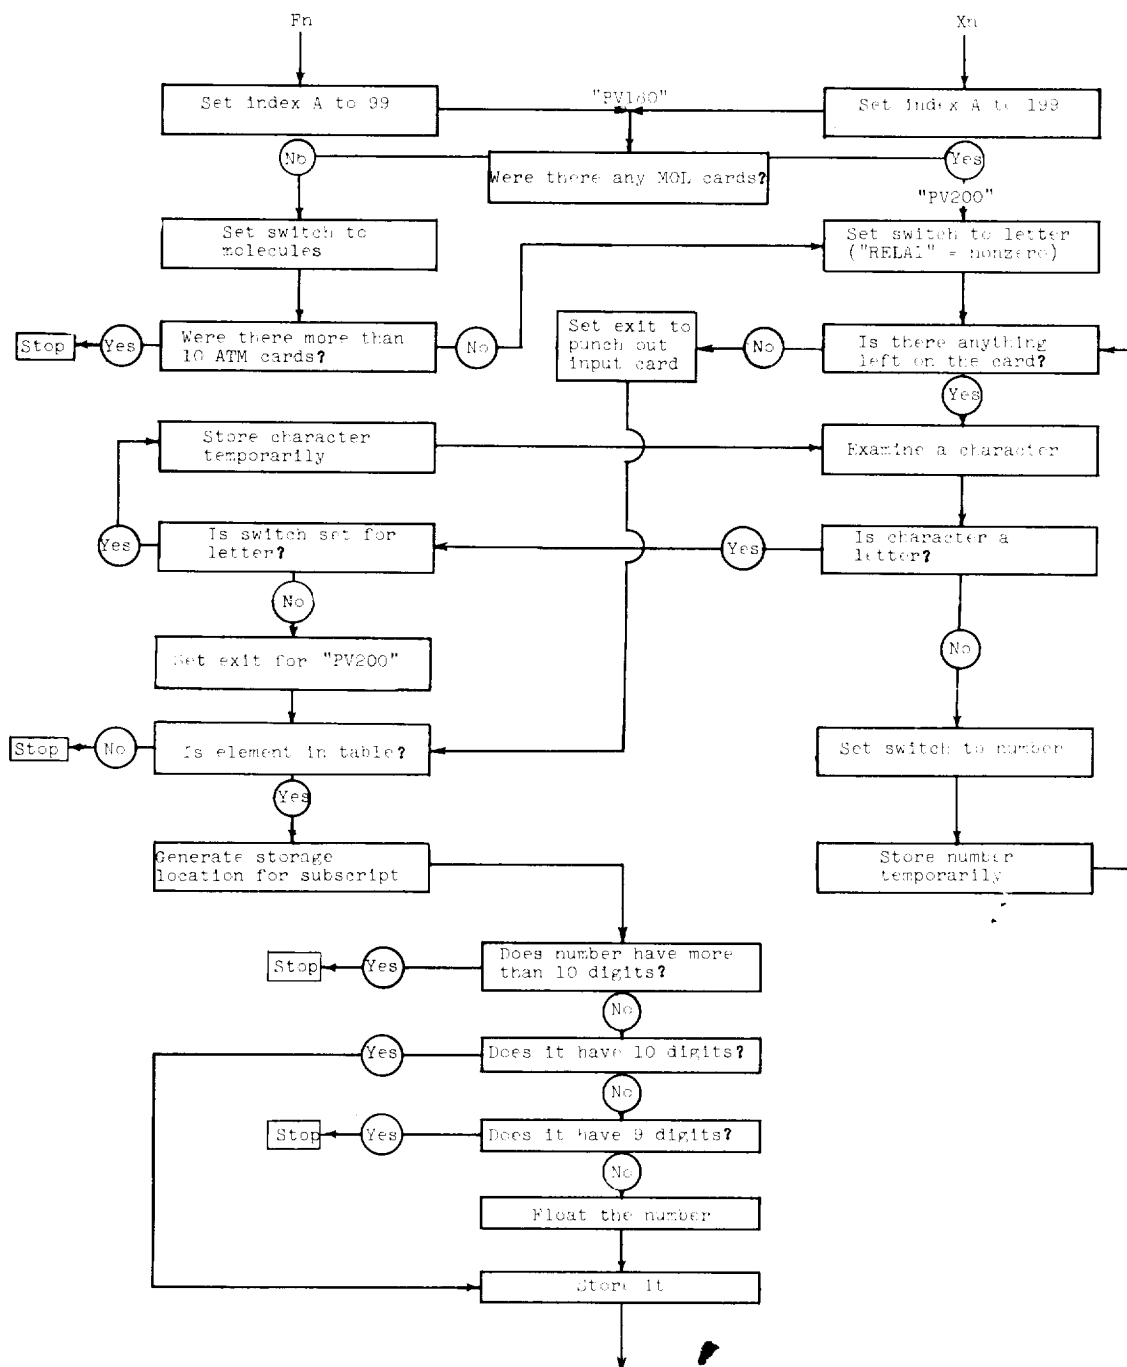 Fn
Xn
Set index A to 99
"PV160"
Set index A to 199
No
Were there any MOL cards?
Yes
"PV200"
Set switch to
molecules
Set switch to letter
("RELA1" = nonzero)
Stop
Yes
Were there more than
10 ATM cards?
No
Set exit to
punch out
input card
No
Is there anything
left on the card?
Yes
Store character
temporarily
Examine a character
Yes
Is switch set for
letter?
Yes
Is character a
letter?
No
No
Set exit for "PV200"
Stop
No
Is element in table?
Set switch to number
Yes
Generate storage
location for subscript
Store number
temporarily
Stop
Yes
Does number have more
than 10 digits?
No
Yes
Does it have 10 digits?
No
Stop
Yes
Does it have 9 digits?
No
Float the number
Store it